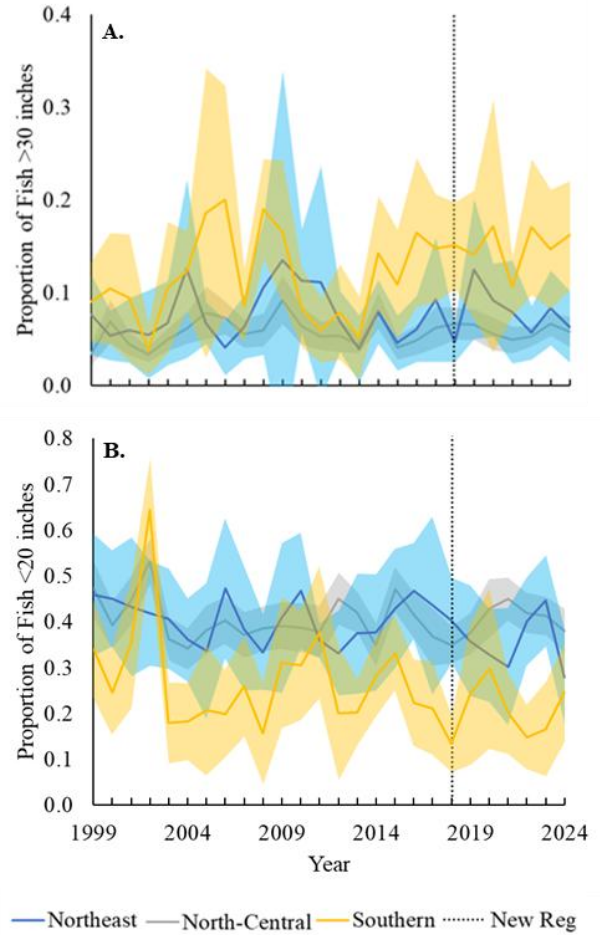 A.
Proportion of Fish >30 inches
0.4
0.3
0.2
0.1
0.0
B.
Proportion of Fish <20 inches
0.8
0.7
0.6
0.5
0.4
0.3
0.2
0.1
0.0
1999 2004 2009 2014 2019 2024
Year
Northeast North-Central Southern New Reg